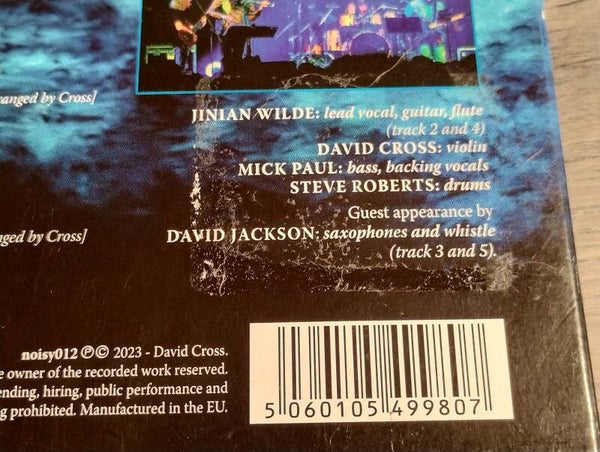 anged by Cross]
JINIAN WILDE: lead vocal, guitar, flute
(track 2 and 4)
DAVID CROSS: violin
MICK PAUL: bass, backing vocals
STEVE ROBERTS: drums
Guest appearance by
ged by Cross]
DAVID JACKSON: saxophones and whistle
(track 3 and 5).
noisy012 ℗© 2023 - David Cross.
e owner of the recorded work reserved.
ending, hiring, public performance and
g prohibited. Manufactured in the EU.
5 060105 499807